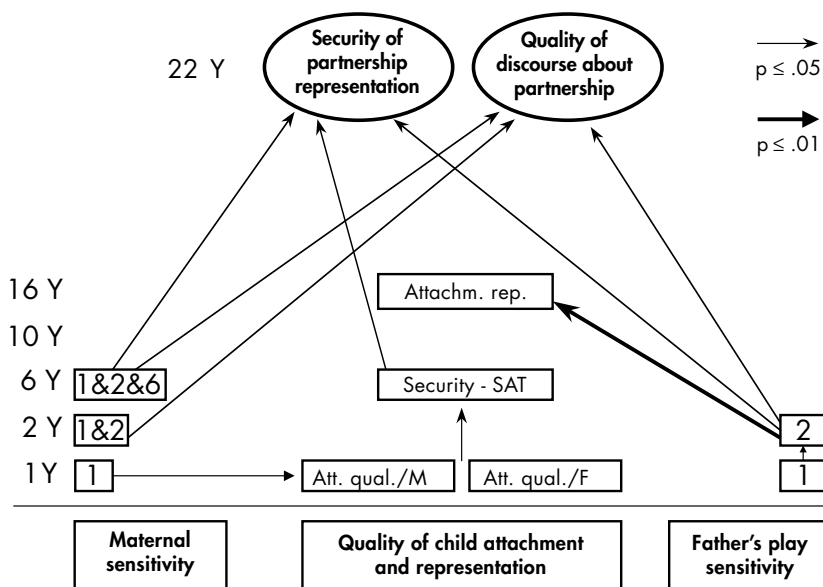 Security of
partnership
representation
Quality of
discourse about
partnership
22 Y
p ≤ .05
p ≤ .01
16 Y
Attachm. rep.
10 Y
6 Y
1&2&6
Security - SAT
2 Y
1&2
2
1 Y
1
Att. qual./M
Att. qual./F
1
Maternal
sensitivity
Quality of child attachment
and representation
Father's play
sensitivity